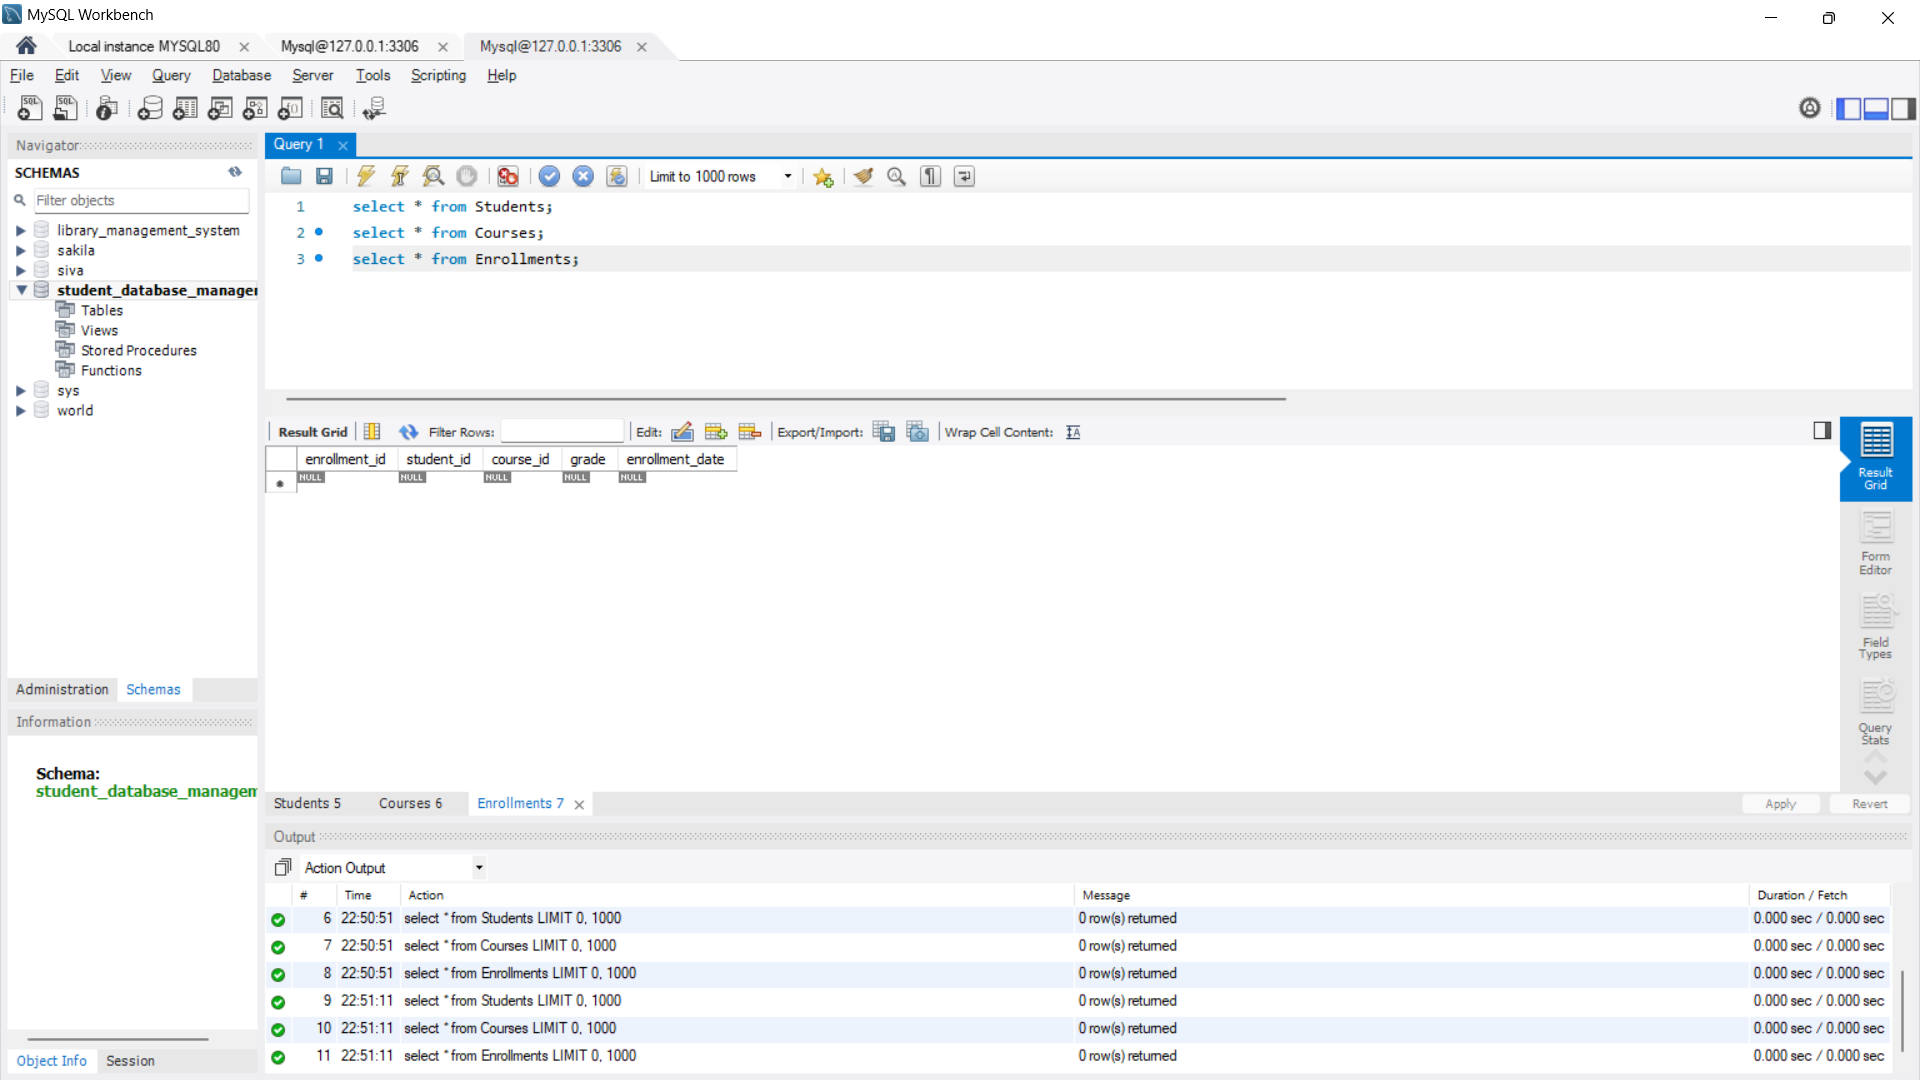 MySQL Workbench
Local instance MYSQL80
Mysql@127.0.0.1:3306
Mysql@127.0.0.1:3306
File Edit View Query Database Server Tools Scripting Help
Navigator
SCHEMAS
Filter objects
library_management_system
sakila
siva
student_database_manager
Tables
Views
Stored Procedures
Functions
sys
world
Administration Schemas
Information
Schema:
student_database_managem
Object Info Session
Query 1
Limit to 1000 rows
1 select * from Students;
2 select * from Courses;
3 select * from Enrollments;
Result Grid Filter Rows: Edit: Export/Import: Wrap Cell Content:
enrollment_id student_id course_id grade enrollment_date
NULL NULL NULL NULL NULL
Result
Grid
Form
Editor
Field
Types
Query
Stats
Students 5 Courses 6 Enrollments 7
Apply Revert
Output
Action Output
# Time Action Message Duration / Fetch
6 22:50:51 select * from Students LIMIT 0, 1000 0 row(s) returned 0.000 sec / 0.000 sec
7 22:50:51 select * from Courses LIMIT 0, 1000 0 row(s) returned 0.000 sec / 0.000 sec
8 22:50:51 select * from Enrollments LIMIT 0, 1000 0 row(s) returned 0.000 sec / 0.000 sec
9 22:51:11 select * from Students LIMIT 0, 1000 0 row(s) returned 0.000 sec / 0.000 sec
10 22:51:11 select * from Courses LIMIT 0, 1000 0 row(s) returned 0.000 sec / 0.000 sec
11 22:51:11 select * from Enrollments LIMIT 0, 1000 0 row(s) returned 0.000 sec / 0.000 sec